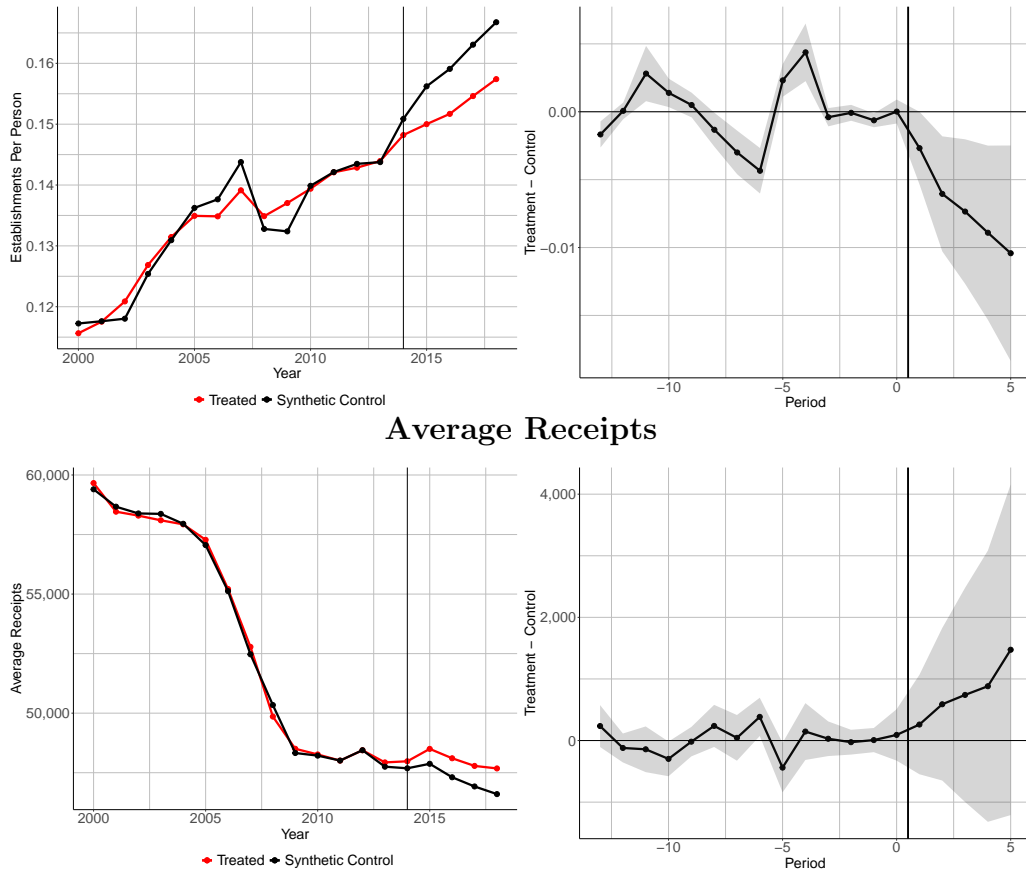 0.16
0.15
0.14
0.13
0.12
Establishments Per Person
2000 2005 2010 2015
Year
Treated Synthetic Control
0.00
−0.01
Treatment − Control
−10 −5 0 5
Period
Average Receipts
60,000
55,000
50,000
Average Receipts
2000 2005 2010 2015
Year
Treated Synthetic Control
4,000
2,000
0
Treatment − Control
−10 −5 0 5
Period